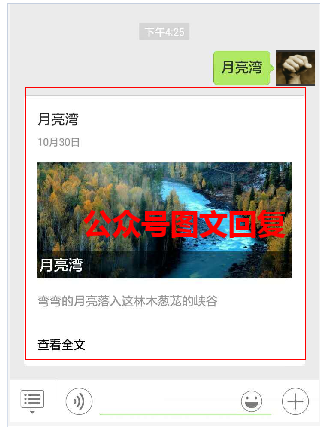 下午4:25
月亮湾
月亮湾
10月30日
公众号图文回复
月亮湾
弯弯的月亮落入这林木葱茏的峡谷
查看全文